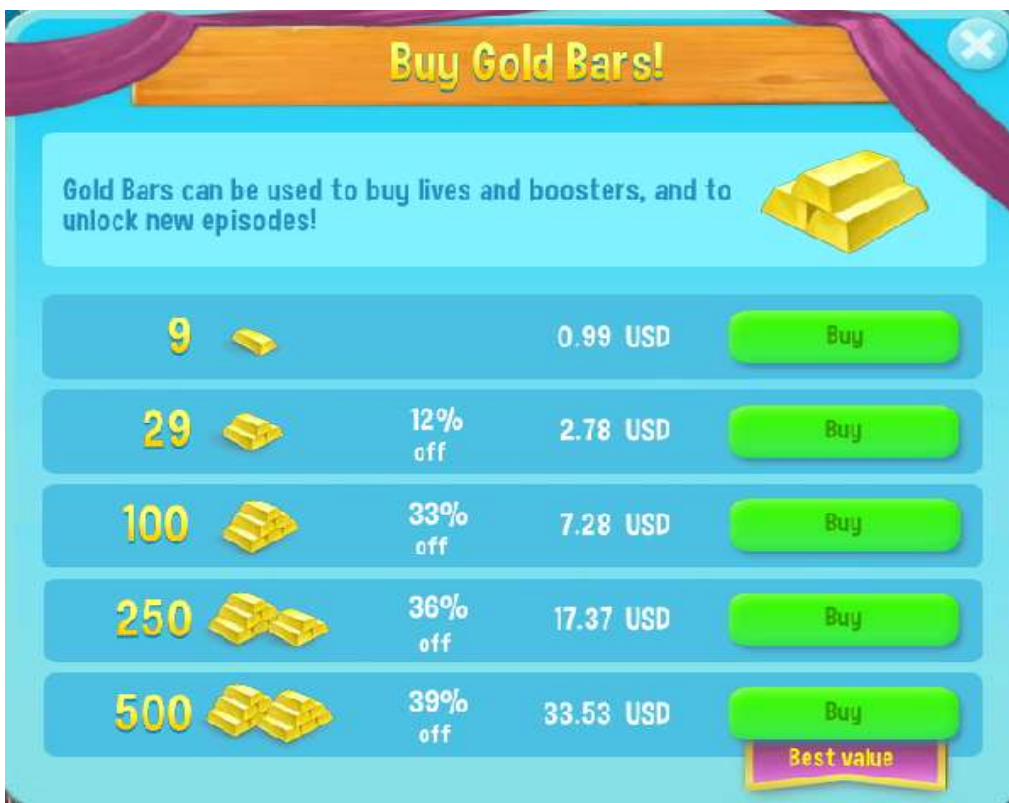 Buy Gold Bars!
Gold Bars can be used to buy lives and boosters, and to
unlock new episodes!
9 0.99 USD Buy
29 12% off 2.78 USD Buy
100 33% off 7.28 USD Buy
250 36% off 17.37 USD Buy
500 39% off 33.53 USD Buy
Best value